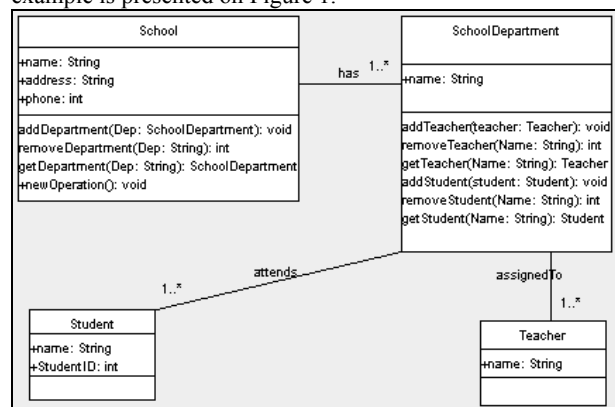 example is presented on Figure 1.
School
+name: String
+address: String
+phone: int
addDepartment(Dep: SchoolDepartment): void
removeDepartment(Dep: String): int
getDepartment(Dep: String): SchoolDepartment
+newOperation(): void
has
1..*
SchoolDepartment
+name: String
addTeacher(teacher: Teacher): void
removeTeacher(Name: String): int
getTeacher(Name: String): Teacher
addStudent(student: Student): void
removeStudent(Name: String): int
getStudent(Name: String): Student
attends
1..*
assignedTo
1..*
Student
+name: String
+StudentID: int
Teacher
+name: String